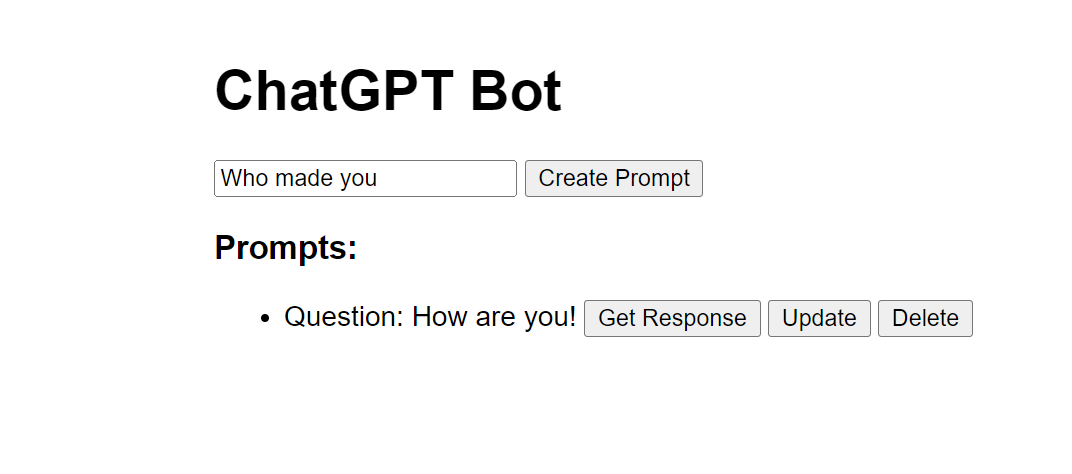 ChatGPT Bot
Who made you Create Prompt
Prompts:
Question: How are you! Get Response Update Delete